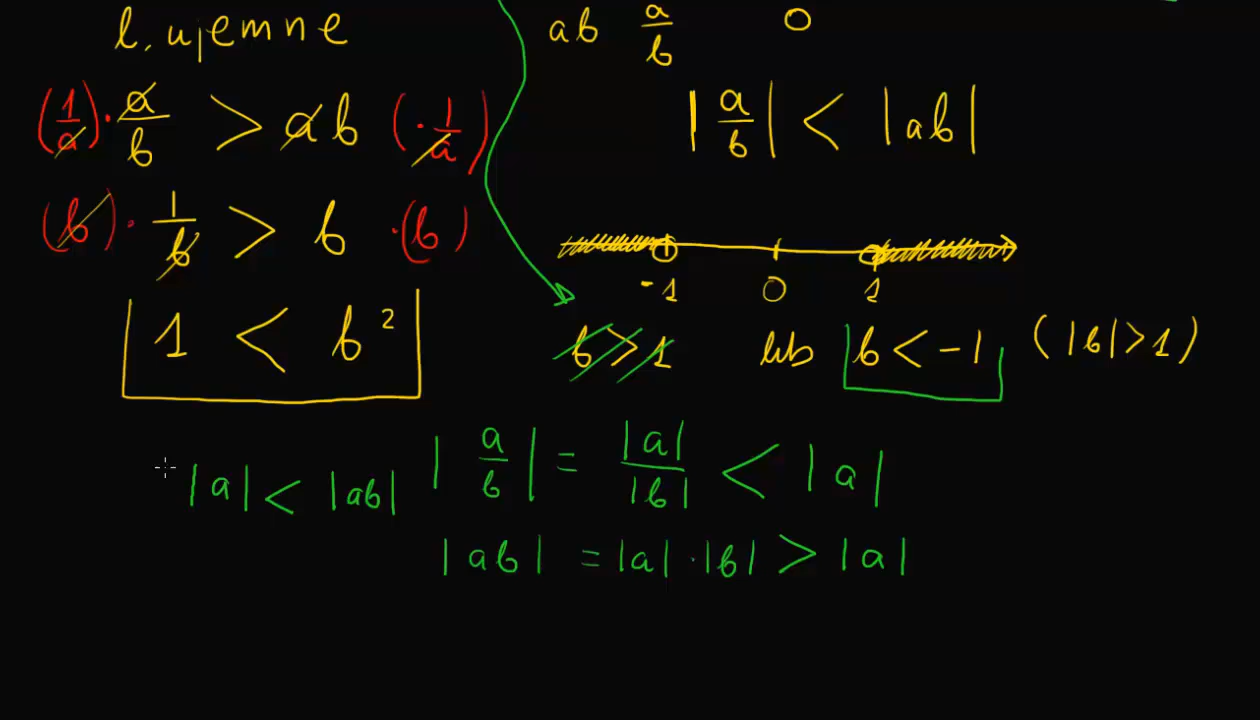 l. ujemne
ab a/b 0
(1/a) · a/b > ab (· 1/a)
|a/b| < |ab|
(b) · 1/b > b · (b)
-1 0 1
1 < b²
b > 1 lub b < -1 (|b| > 1)
|a/b| = |a|/|b| < |a|
|a| < |ab|
|ab| = |a| · |b| > |a|